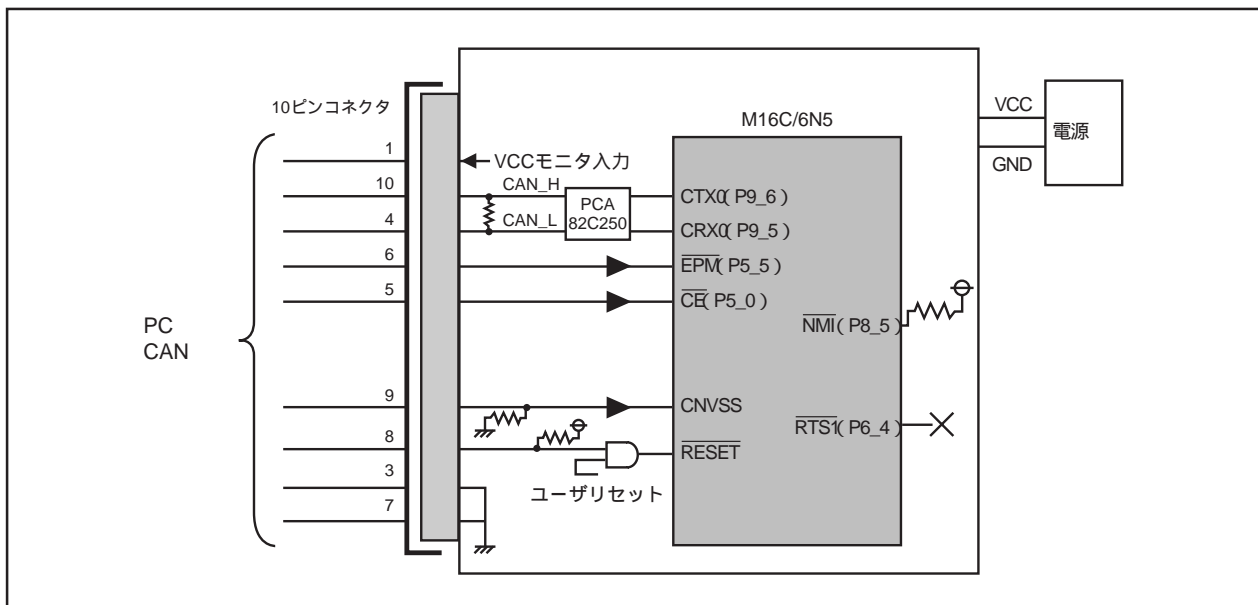 10ピンコネクタ
M16C/6N5
VCC
電源
GND
1
VCCモニタ入力
10
CAN_H
PCA
82C250
CTX0(P9_6)
4
CAN_L
CRX0(P9_5)
6
EPM(P5_5)
5
CE(P5_0)
PC
CAN
NMI(P8_5)
9
CNVSS
RTS1(P6_4)
8
RESET
ユーザリセット
3
7